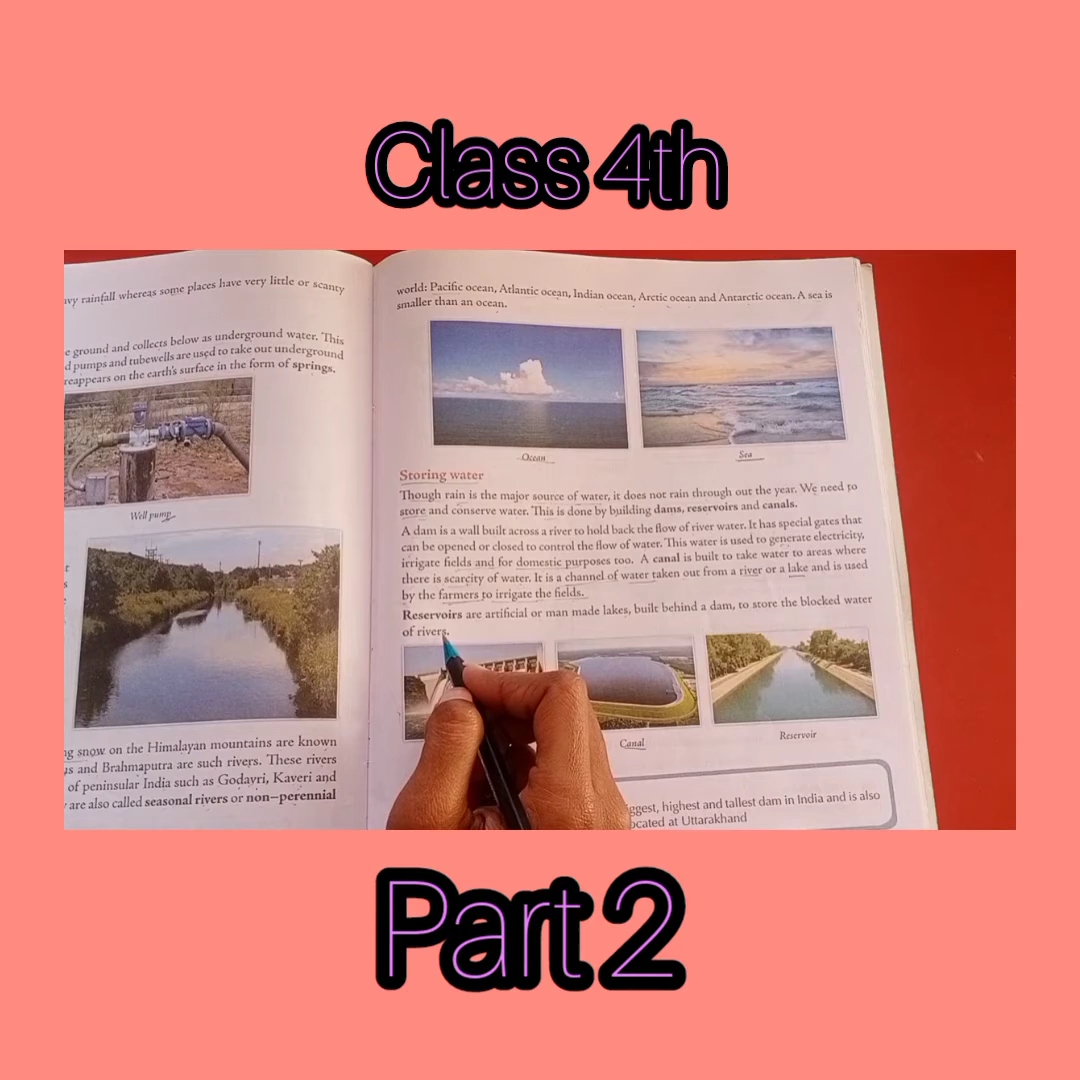 Class 4th
vy rainfall whereas some places have very little or scanty
e ground and collects below as underground water. This
d pumps and tubewells are used to take out underground
reappears on the earth's surface in the form of springs.
Well pump
ng snow on the Himalayan mountains are known
us and Brahmaputra are such rivers. These rivers
of peninsular India such as Godayri, Kaveri and
are also called seasonal rivers or non–perennial
world: Pacific ocean, Atlantic ocean, Indian ocean, Arctic ocean and Antarctic ocean. A sea is
smaller than an ocean.
Ocean
Sea
Storing water
Though rain is the major source of water, it does not rain through out the year. We need to
store and conserve water. This is done by building dams, reservoirs and canals.
A dam is a wall built across a river to hold back the flow of river water. It has special gates that
can be opened or closed to control the flow of water. This water is used to generate electricity,
irrigate fields and for domestic purposes too. A canal is built to take water to areas where
there is scarcity of water. It is a channel of water taken out from a river or a lake and is used
by the farmers to irrigate the fields.
Reservoirs are artificial or man made lakes, built behind a dam, to store the blocked water
of rivers.
Canal
Reservoir
ggest, highest and tallest dam in India and is also
ocated at Uttarakhand
Part 2